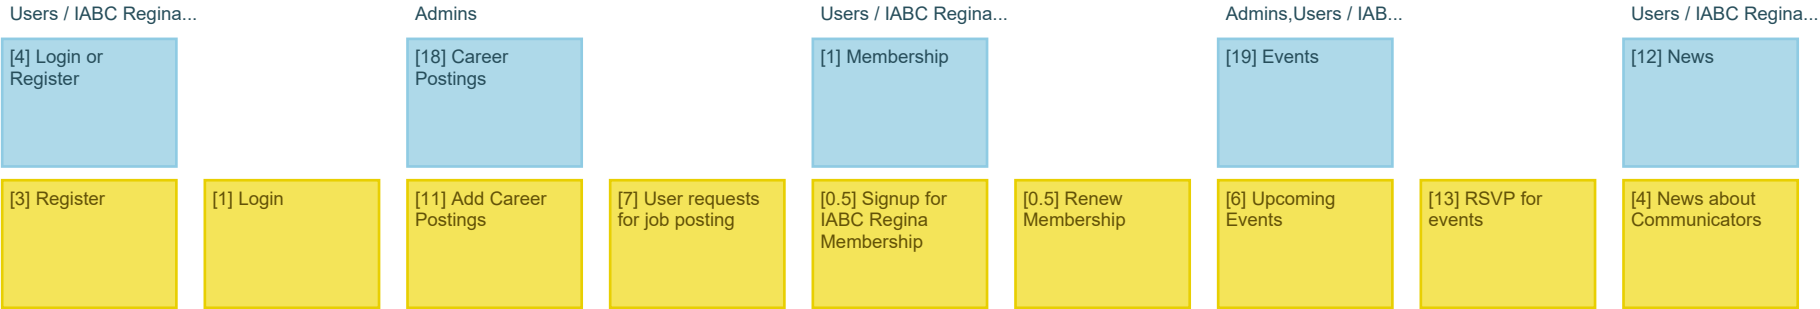 Users / IABC Regina...
Admins
Users / IABC Regina...
Admins,Users / IAB...
Users / IABC Regina...
[4] Login or
Register
[18] Career
Postings
[1] Membership
[19] Events
[12] News
[3] Register
[1] Login
[11] Add Career
Postings
[7] User requests
for job posting
[0.5] Signup for
IABC Regina
Membership
[0.5] Renew
Membership
[6] Upcoming
Events
[13] RSVP for
events
[4] News about
Communicators